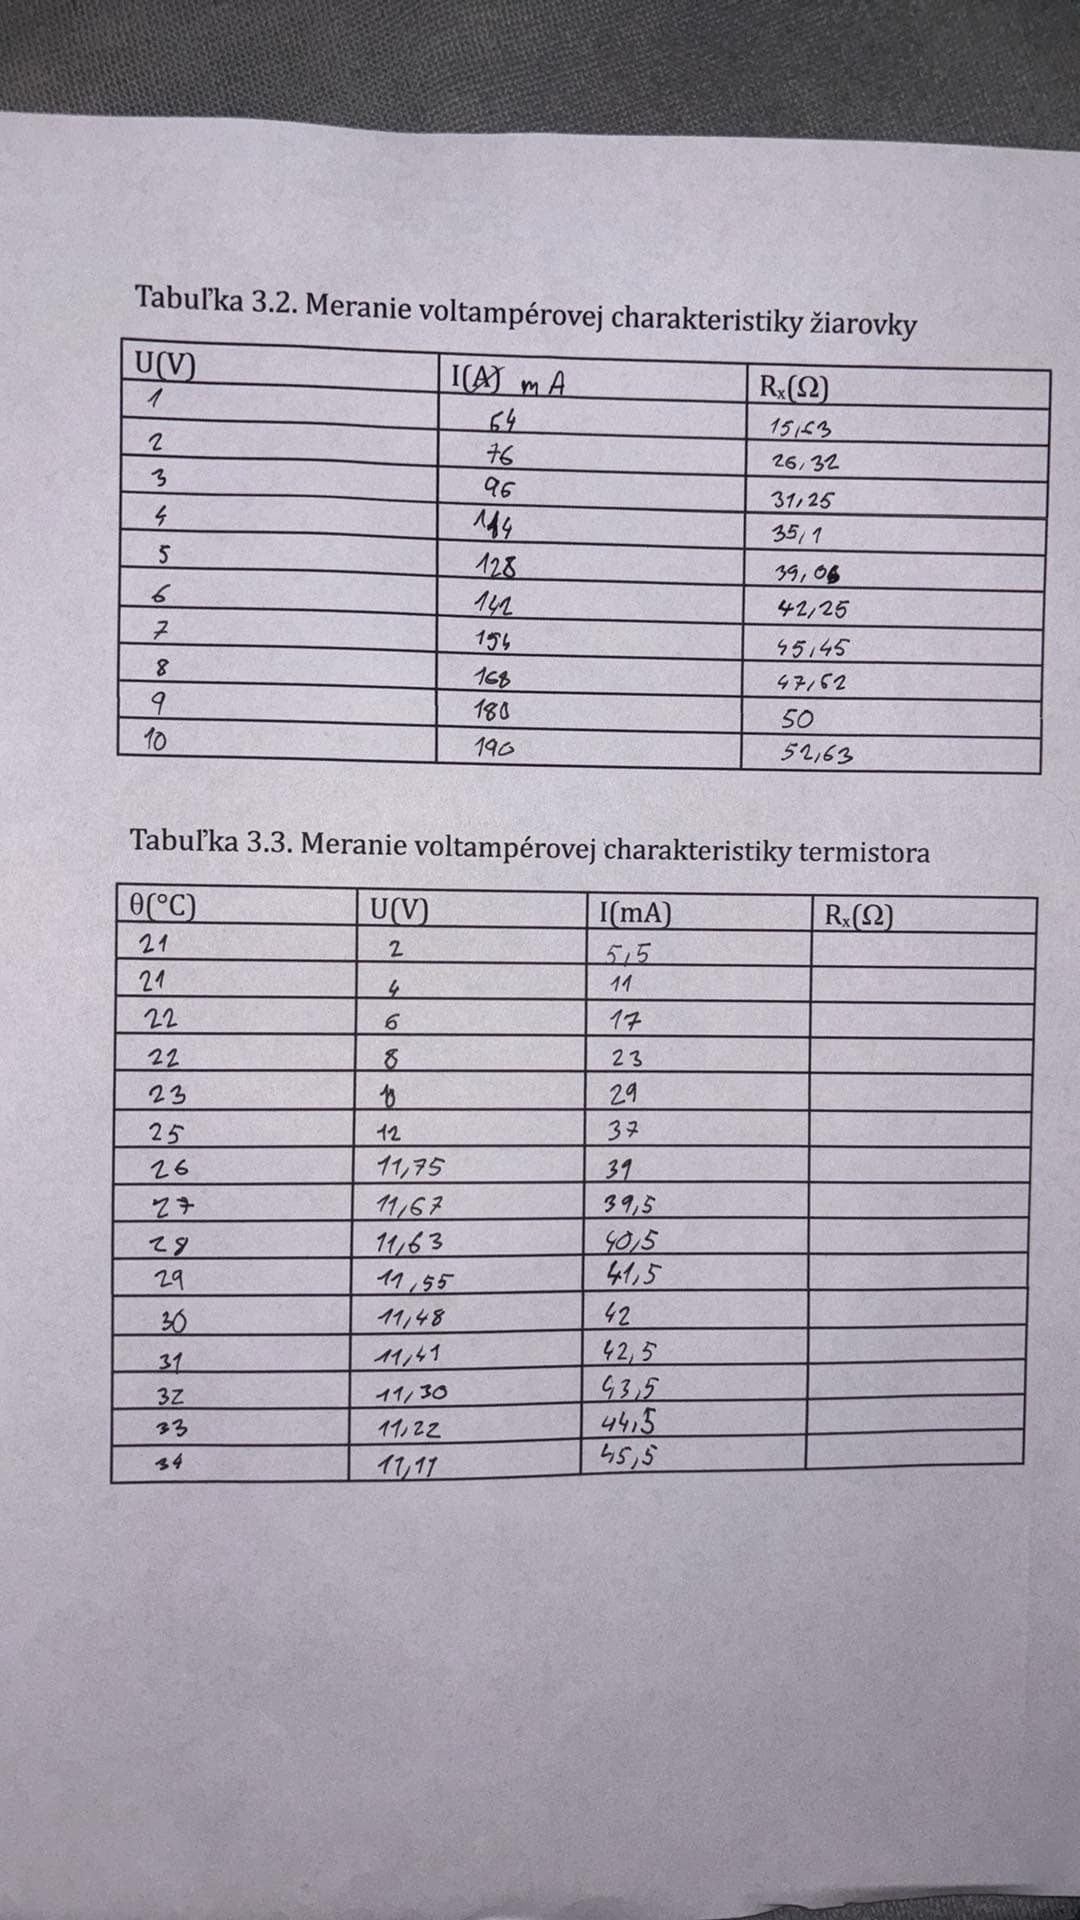 Tabuľka 3.2. Meranie voltampérovej charakteristiky žiarovky
U(V) I(A) mA Rₓ(Ω)
1 64 15,63
2 76 26,32
3 96 31,25
4 114 35,1
5 128 39,06
6 142 42,25
7 154 45,45
8 168 47,62
9 180 50
10 190 52,63
Tabuľka 3.3. Meranie voltampérovej charakteristiky termistora
θ(°C) U(V) I(mA) Rₓ(Ω)
21 2 5,5
21 4 11
22 6 17
22 8 23
23 10 29
25 12 37
26 11,75 39
27 11,67 39,5
28 11,63 40,5
29 11,55 41,5
30 11,48 42
31 11,41 42,5
32 11,30 43,5
33 11,22 44,5
34 11,11 45,5